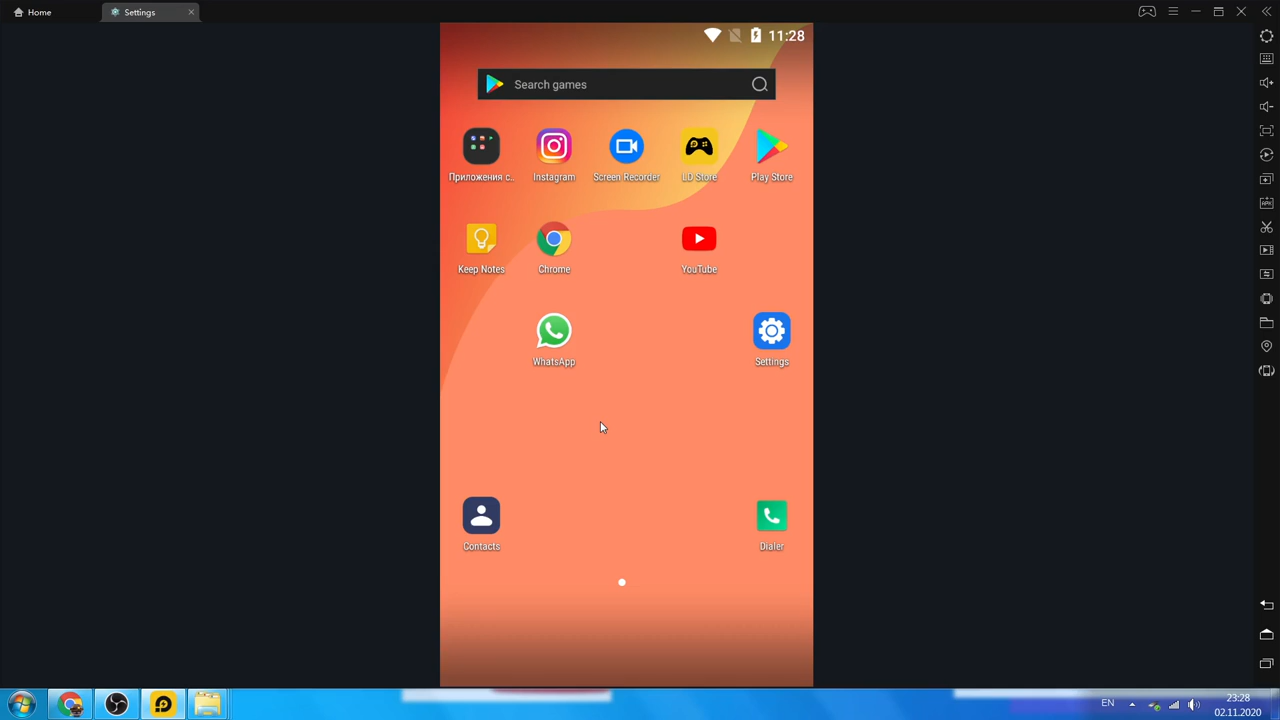 Home
Settings
11:28
Search games
Приложения с..
Instagram
Screen Recorder
LD Store
Play Store
Keep Notes
Chrome
YouTube
WhatsApp
Settings
Contacts
Dialer
EN
23:28
02.11.2020